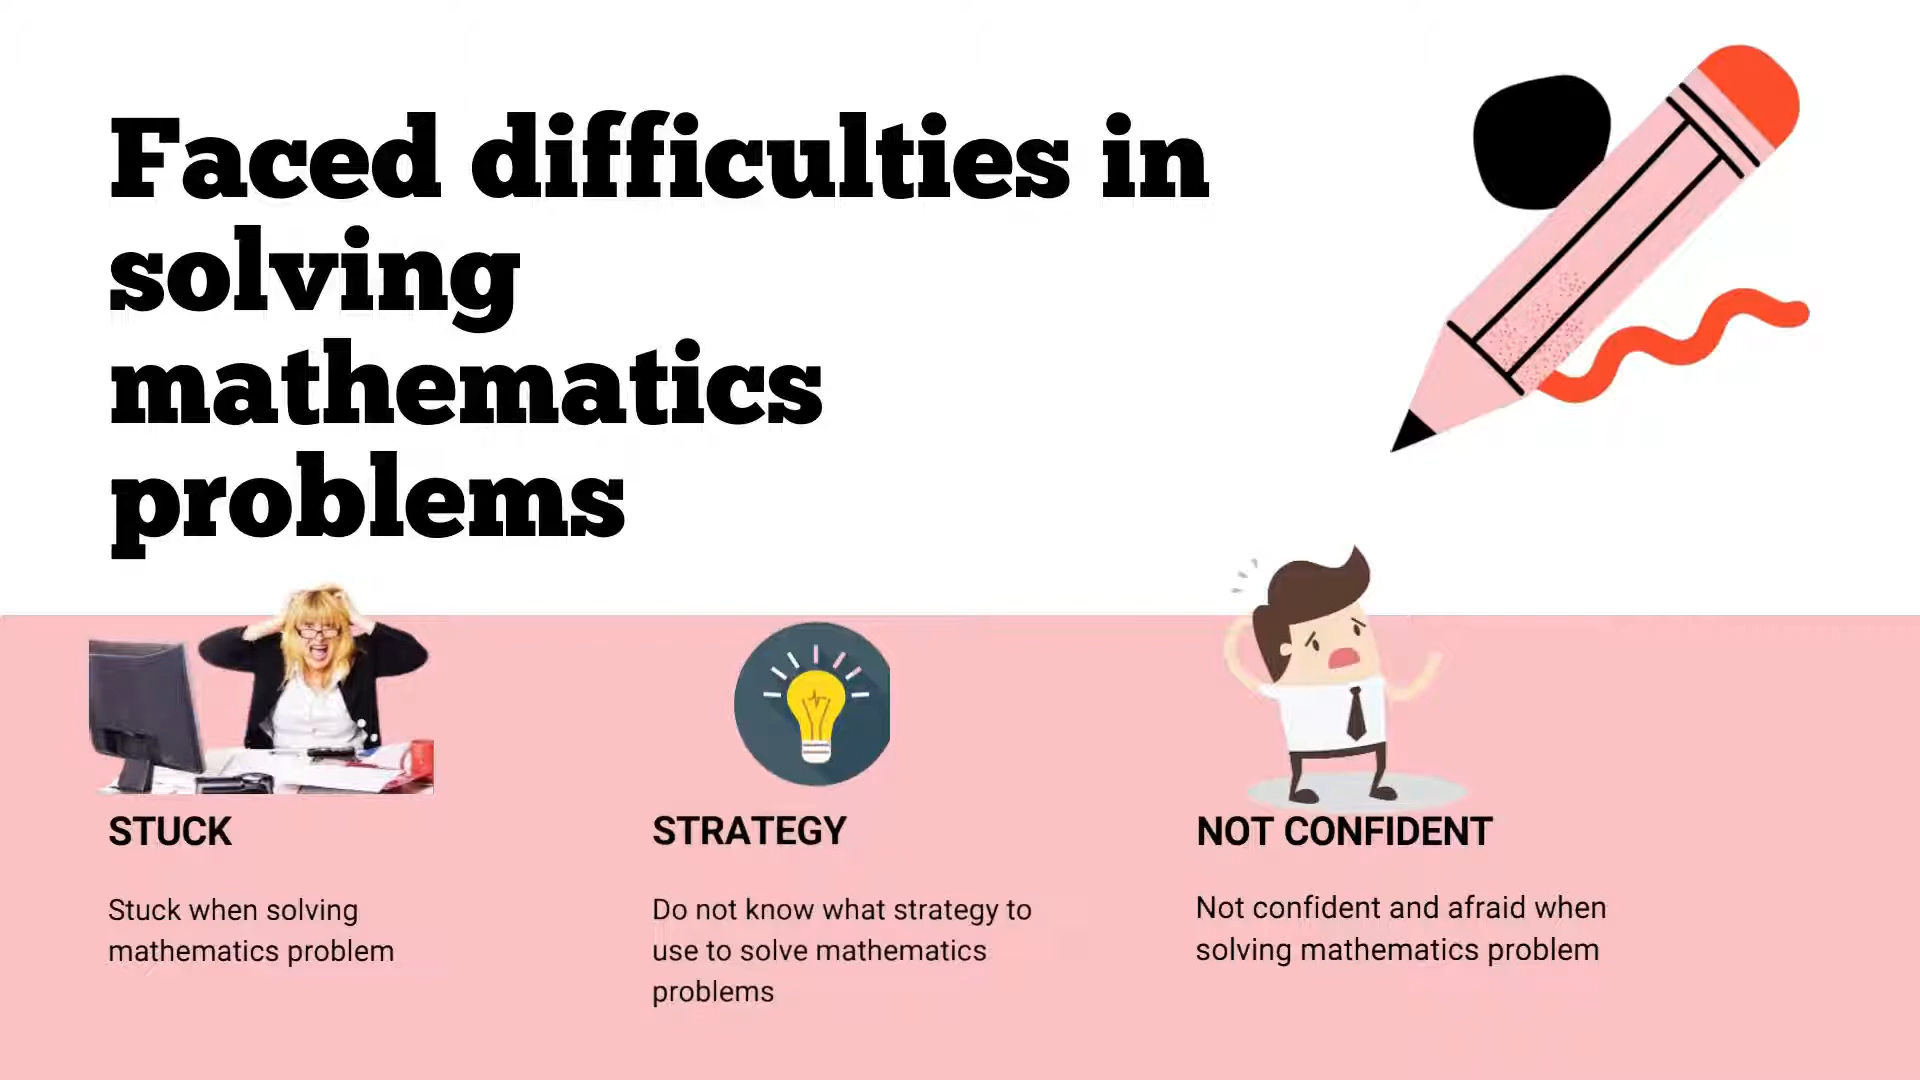 Faced difficulties in
solving
mathematics
problems
STUCK
Stuck when solving
mathematics problem
STRATEGY
Do not know what strategy to
use to solve mathematics
problems
NOT CONFIDENT
Not confident and afraid when
solving mathematics problem